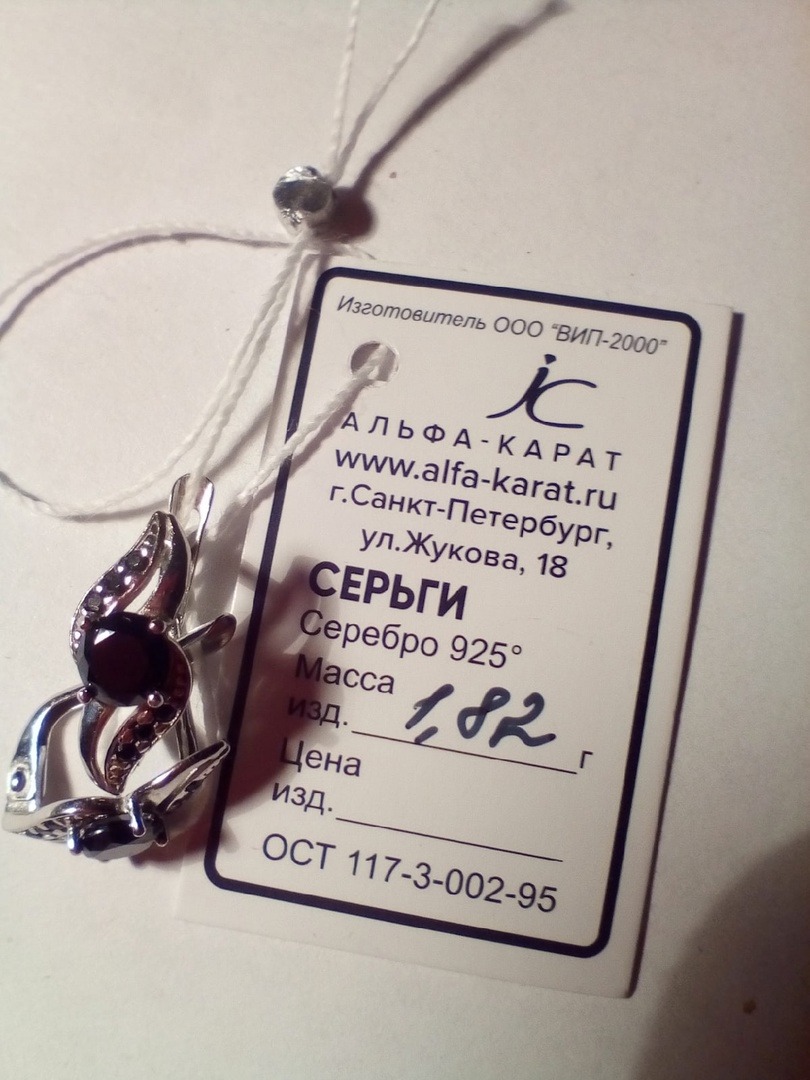 Изготовитель ООО "ВИП-2000"
АЛЬФА-КАРАТ
www.alfa-karat.ru
г.Санкт-Петербург,
ул.Жукова, 18
СЕРЬГИ
Серебро 925°
Масса
изд. 1,82 г
Цена
изд.
ОСТ 117-3-002-95